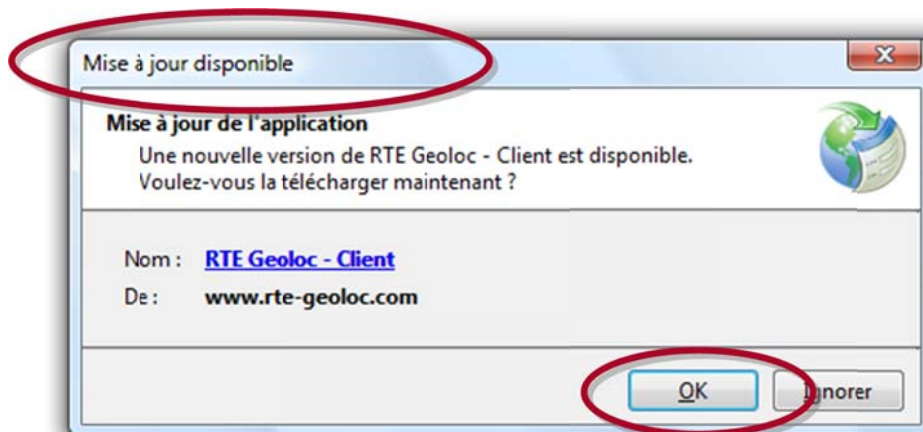 Mise à jour disponible
Mise à jour de l'application
Une nouvelle version de RTE Geoloc - Client est disponible.
Voulez-vous la télécharger maintenant ?
Nom : RTE Geoloc - Client
De : www.rte-geoloc.com
OK Ignorer